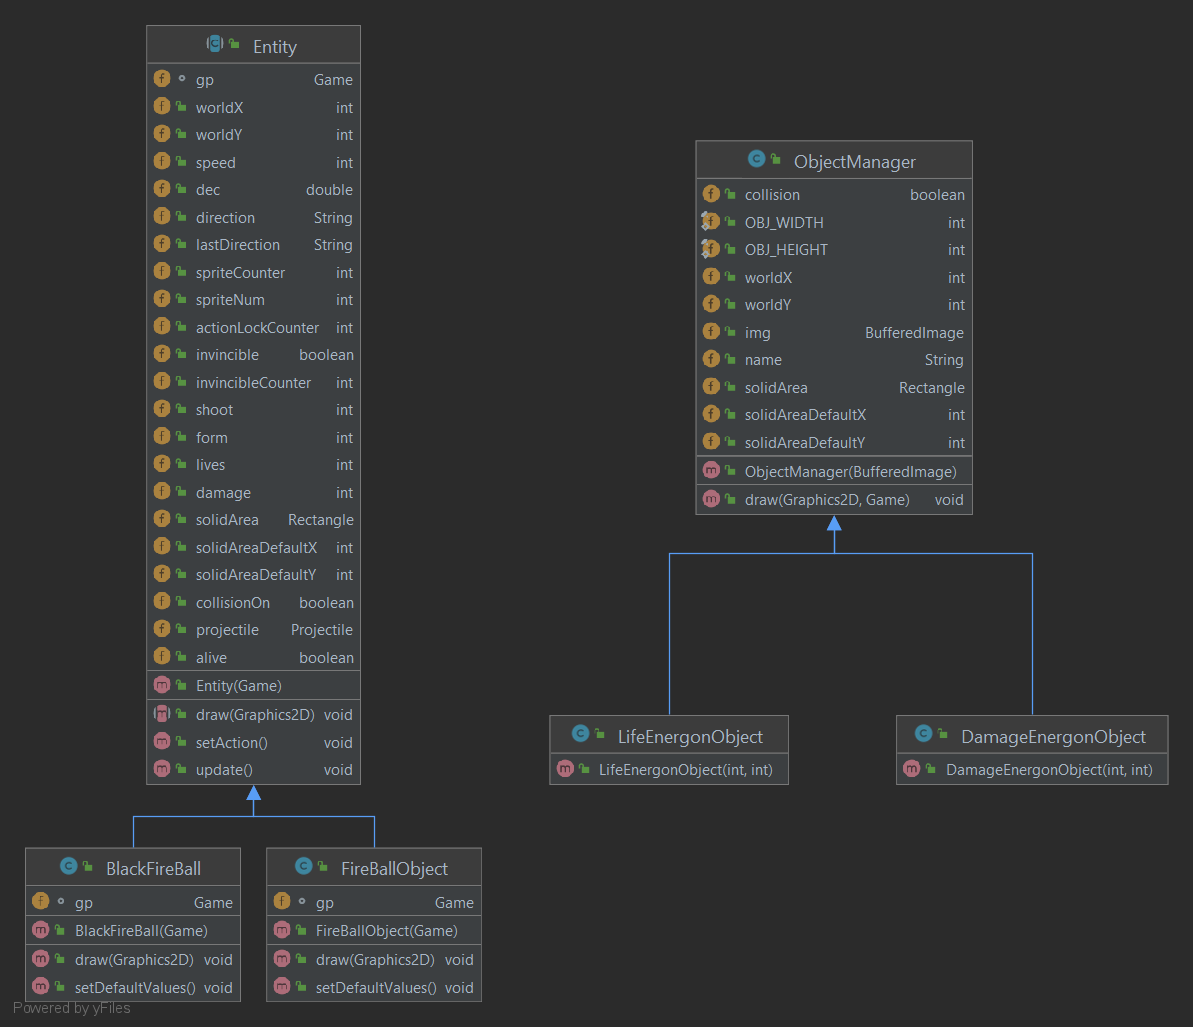 Entity
gp Game
worldX int
worldY int
speed int
dec double
direction String
lastDirection String
spriteCounter int
spriteNum int
actionLockCounter int
invincible boolean
invincibleCounter int
shoot int
form int
lives int
damage int
solidArea Rectangle
solidAreaDefaultX int
solidAreaDefaultY int
collisionOn boolean
projectile Projectile
alive boolean
Entity(Game)
draw(Graphics2D) void
setAction() void
update() void
ObjectManager
collision boolean
OBJ_WIDTH int
OBJ_HEIGHT int
worldX int
worldY int
img BufferedImage
name String
solidArea Rectangle
solidAreaDefaultX int
solidAreaDefaultY int
ObjectManager(BufferedImage)
draw(Graphics2D, Game) void
LifeEnergonObject
LifeEnergonObject(int, int)
DamageEnergonObject
DamageEnergonObject(int, int)
BlackFireBall
gp Game
BlackFireBall(Game)
draw(Graphics2D) void
setDefaultValues() void
FireBallObject
gp Game
FireBallObject(Game)
draw(Graphics2D) void
setDefaultValues() void
Powered by yFiles